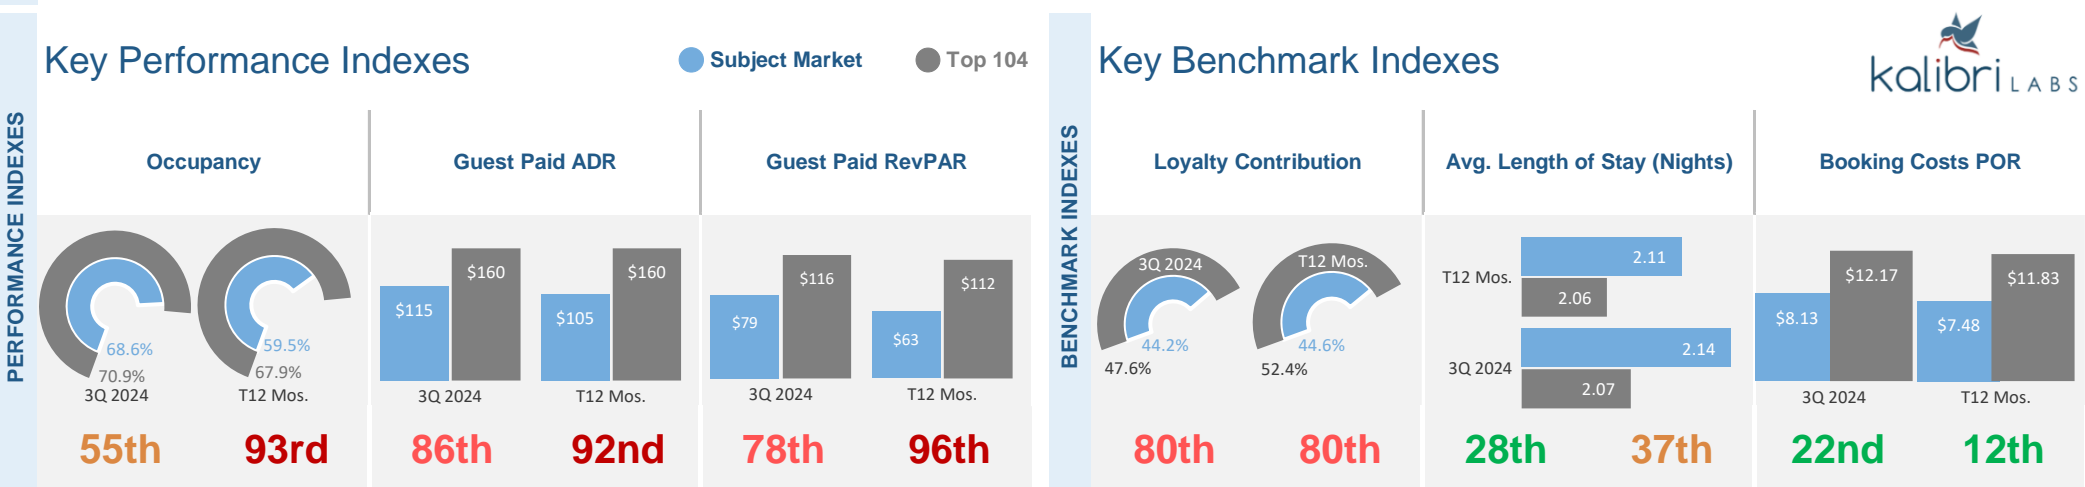 PERFORMANCE INDEXES
Key Performance Indexes
Subject Market
Top 104
Occupancy
Guest Paid ADR
Guest Paid RevPAR
68.6%
70.9%
3Q 2024
59.5%
67.9%
T12 Mos.
$115
$160
3Q 2024
$105
$160
T12 Mos.
$79
$116
3Q 2024
$63
$112
T12 Mos.
55th
93rd
86th
92nd
78th
96th
BENCHMARK INDEXES
Key Benchmark Indexes
kalibri LABS
Loyalty Contribution
Avg. Length of Stay (Nights)
Booking Costs POR
3Q 2024
44.2%
47.6%
T12 Mos.
44.6%
52.4%
T12 Mos.
2.11
2.06
3Q 2024
2.14
2.07
$8.13
$12.17
3Q 2024
$7.48
$11.83
T12 Mos.
80th
80th
28th
37th
22nd
12th